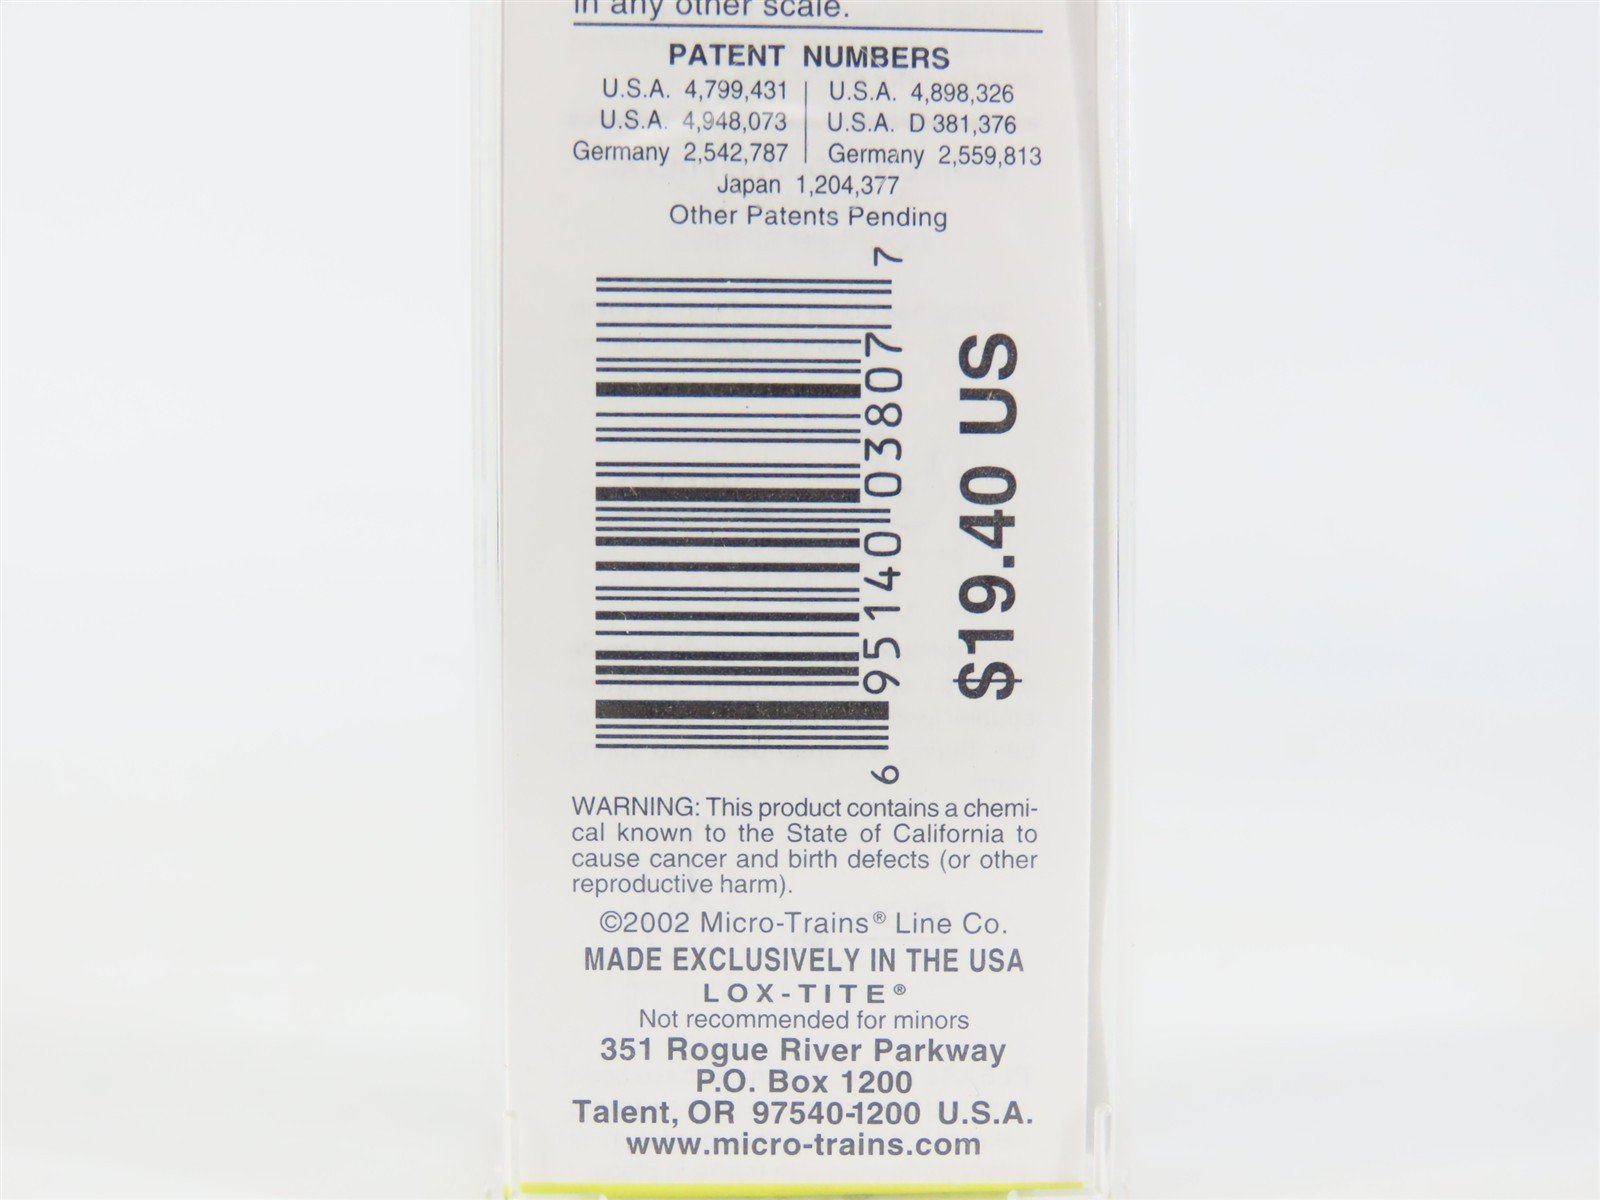 in any other scale.
PATENT NUMBERS
U.S.A. 4,799,431 | U.S.A. 4,898,326
U.S.A. 4,948,073 | U.S.A. D 381,376
Germany 2,542,787 | Germany 2,559,813
Japan 1,204,377
Other Patents Pending
6 95140 03807 7
$19.40 US
WARNING: This product contains a chemi-
cal known to the State of California to
cause cancer and birth defects (or other
reproductive harm).
©2002 Micro-Trains® Line Co.
MADE EXCLUSIVELY IN THE USA
LOX-TITE®
Not recommended for minors
351 Rogue River Parkway
P.O. Box 1200
Talent, OR 97540-1200 U.S.A.
www.micro-trains.com